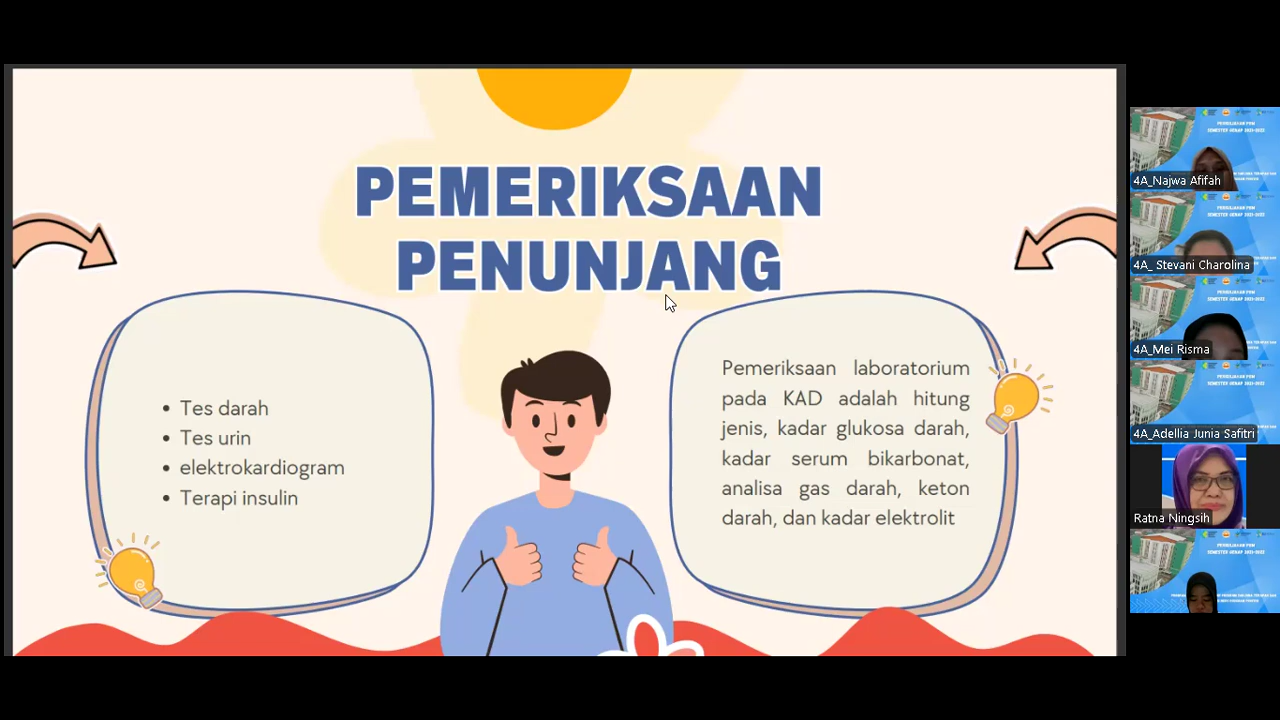 PEMERIKSAAN
PENUNJANG
Tes darah
Tes urin
elektrokardiogram
Terapi insulin
Pemeriksaan laboratorium
pada KAD adalah hitung
jenis, kadar glukosa darah,
kadar serum bikarbonat,
analisa gas darah, keton
darah, dan kadar elektrolit
4A_Najwa Afifah
4A_ Stevani Charolina
4A_Mei Risma
4A_Adellia Junia Safitri
Ratna Ningsih